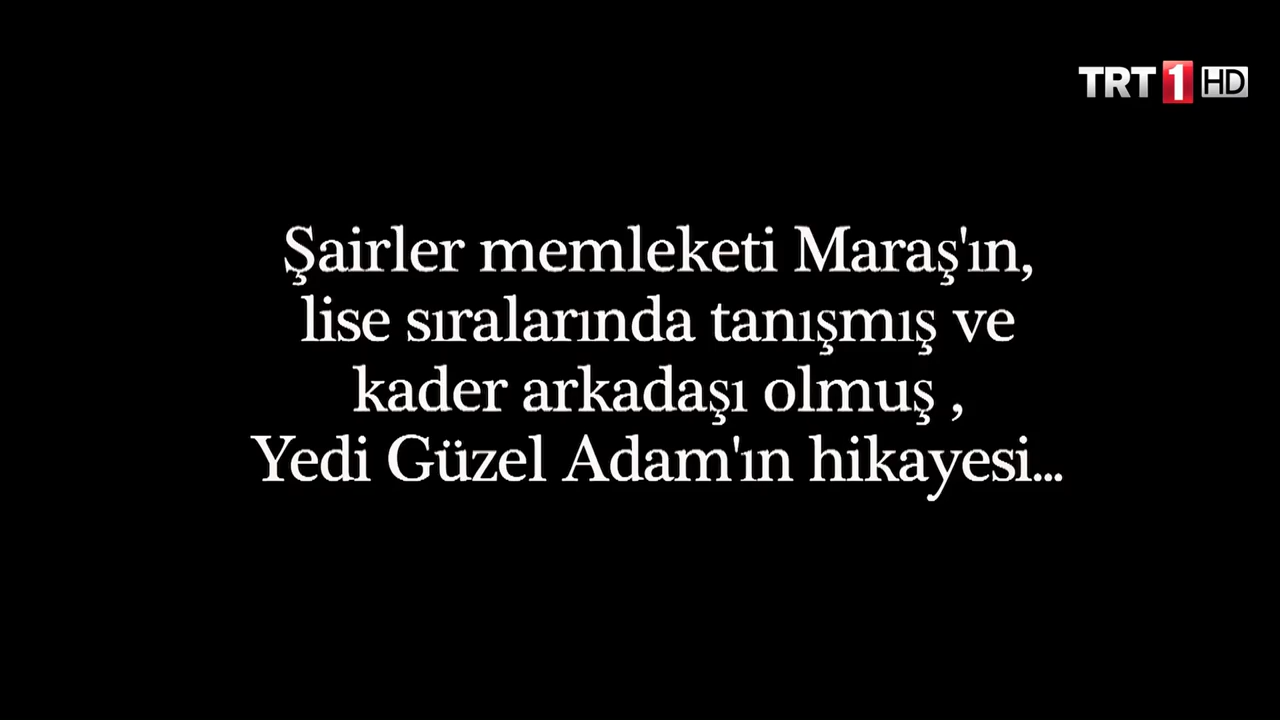 TRT 1 HD
Şairler memleketi Maraş'ın,
lise sıralarında tanışmış ve
kader arkadaşı olmuş ,
Yedi Güzel Adam'ın hikayesi...